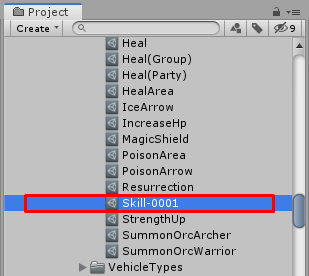 Project
Create
9
Heal
Heal(Group)
Heal(Party)
HealArea
IceArrow
IncreaseHp
MagicShield
PoisonArea
PoisonArrow
Resurrection
Skill-0001
StrengthUp
SummonOrcArcher
SummonOrcWarrior
VehicleTypes